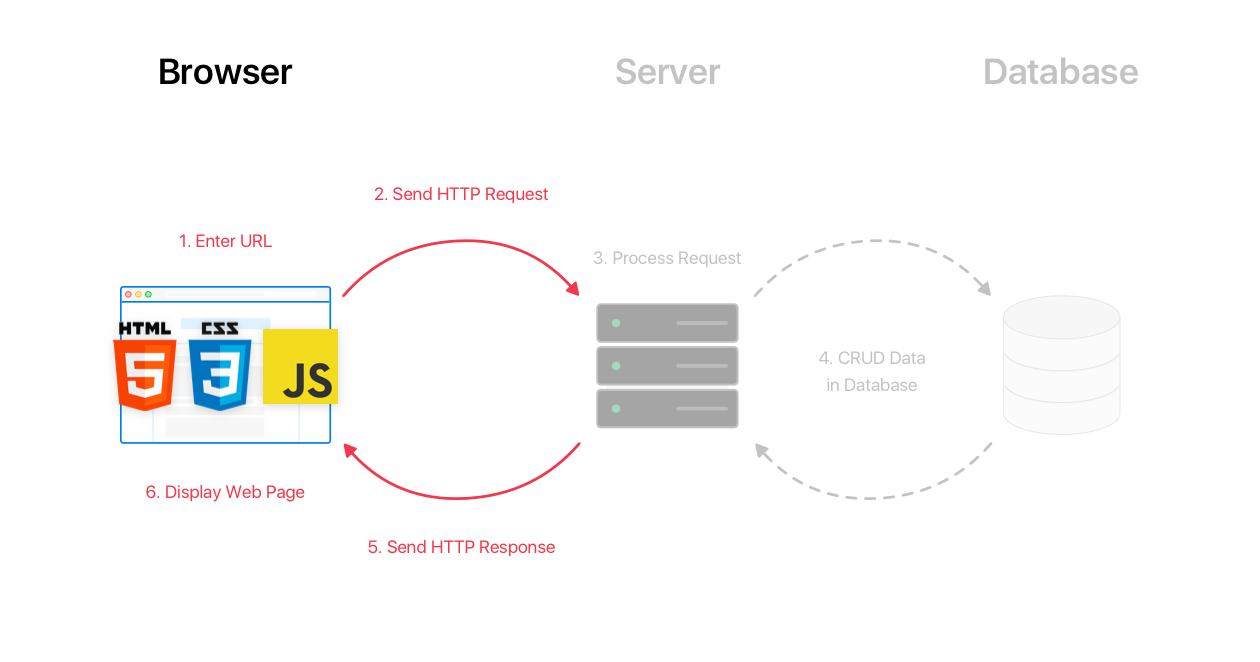 Browser
Server
Database
2. Send HTTP Request
1. Enter URL
3. Process Request
HTML
CSS
5
3
JS
4. CRUD Data
in Database
6. Display Web Page
5. Send HTTP Response